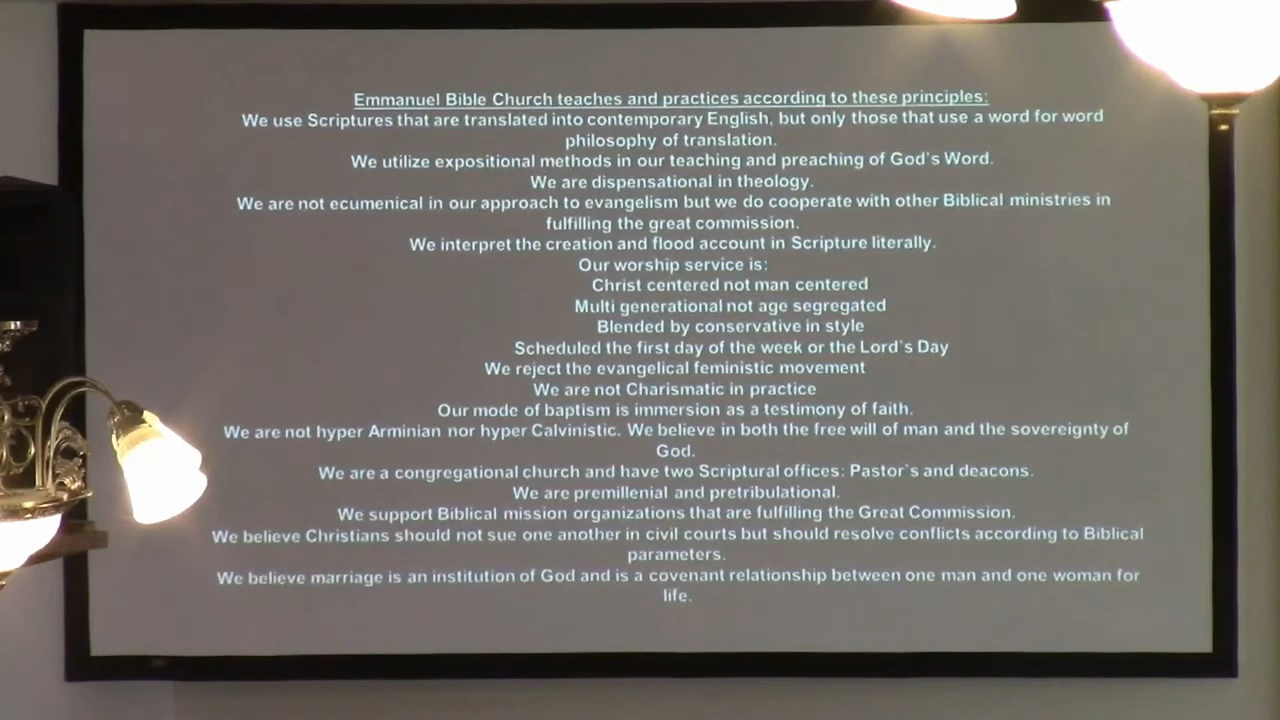 Emmanuel Bible Church teaches and practices according to these principles:
We use Scriptures that are translated into contemporary English, but only those that use a word for word
philosophy of translation.
We utilize expositional methods in our teaching and preaching of God's Word.
We are dispensational in theology.
We are not ecumenical in our approach to evangelism but we do cooperate with other Biblical ministries in
fulfilling the great commission.
We interpret the creation and flood account in Scripture literally.
Our worship service is:
Christ centered not man centered
Multi generational not age segregated
Blended by conservative in style
Scheduled the first day of the week or the Lord's Day
We reject the evangelical feministic movement
We are not Charismatic in practice
Our mode of baptism is immersion as a testimony of faith.
We are not hyper Arminian nor hyper Calvinistic. We believe in both the free will of man and the sovereignty of
God.
We are a congregational church and have two Scriptural offices: Pastor's and deacons.
We are premillenial and pretribulational.
We support Biblical mission organizations that are fulfilling the Great Commission.
We believe Christians should not sue one another in civil courts but should resolve conflicts according to Biblical
parameters.
We believe marriage is an institution of God and is a covenant relationship between one man and one woman for
life.